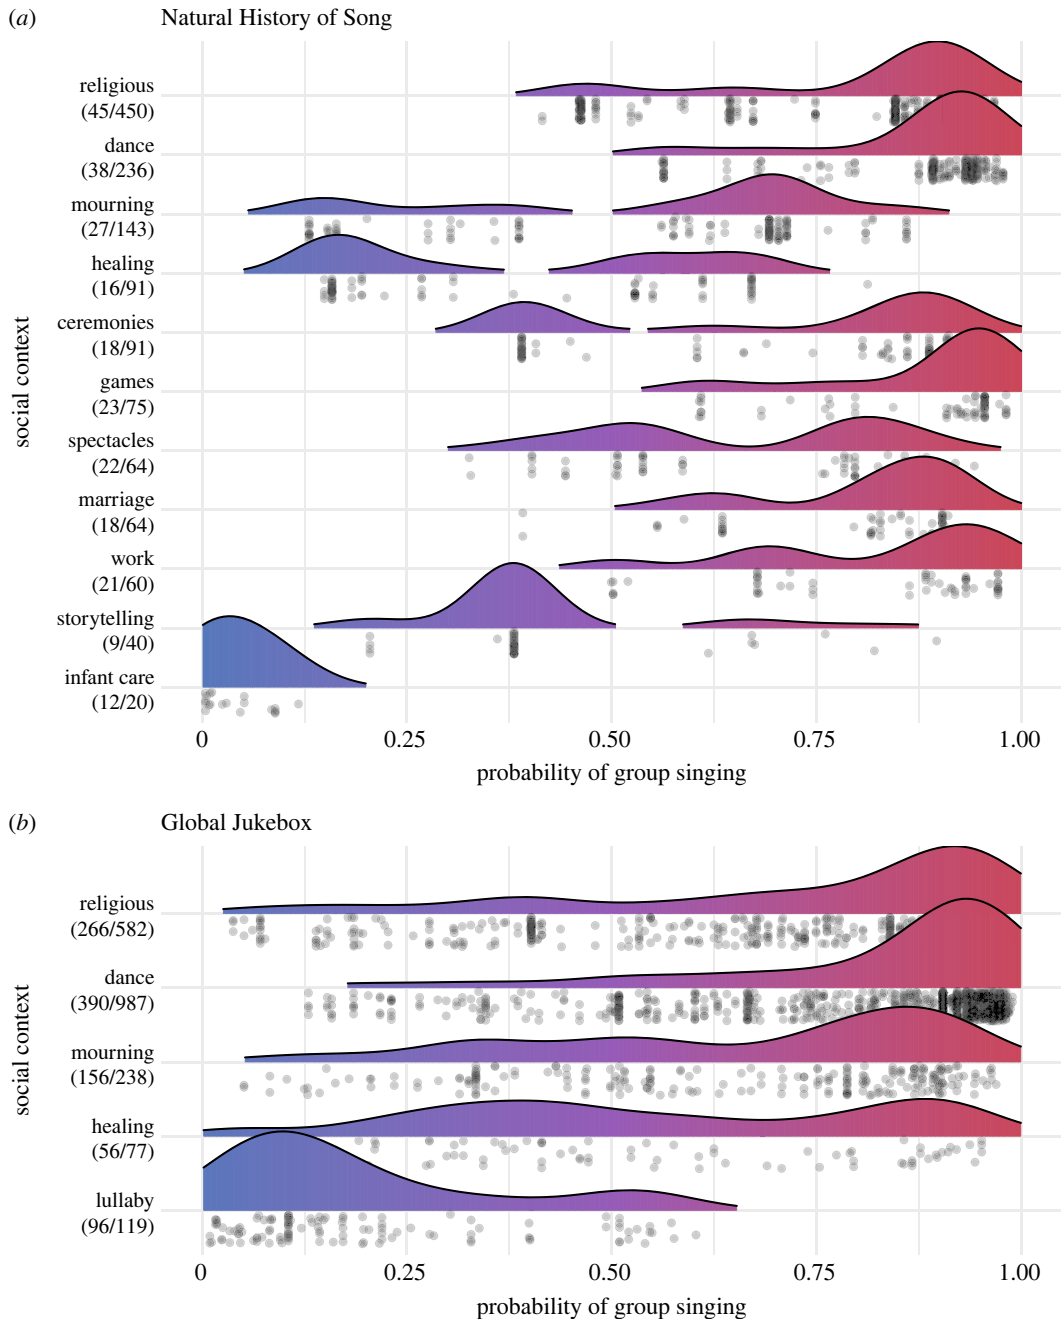 (a)
Natural History of Song
religious
(45/450)
dance
(38/236)
mourning
(27/143)
healing
(16/91)
ceremonies
(18/91)
games
(23/75)
spectacles
(22/64)
marriage
(18/64)
work
(21/60)
storytelling
(9/40)
infant care
(12/20)
social context
0 0.25 0.50 0.75 1.00
probability of group singing
(b)
Global Jukebox
religious
(266/582)
dance
(390/987)
mourning
(156/238)
healing
(56/77)
lullaby
(96/119)
social context
0 0.25 0.50 0.75 1.00
probability of group singing